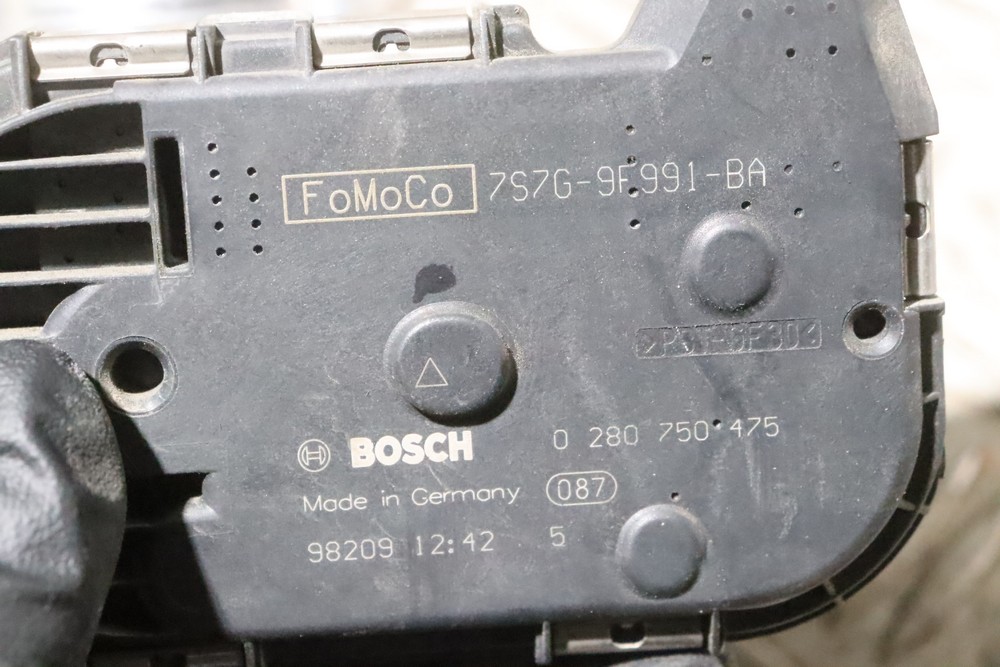 FoMoCo 7S7G-9F991-BA
BOSCH 0 280 750 475
Made in Germany 087
98209 12:42 5